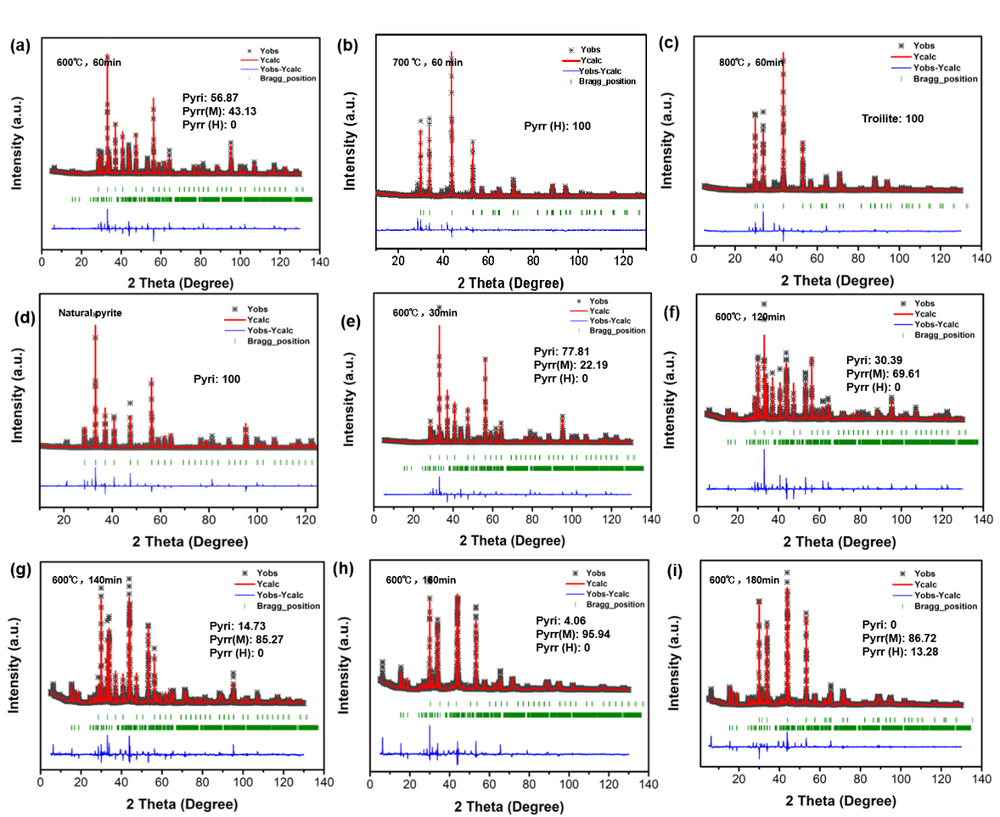 (a)
600℃，60min
Yobs
Ycalc
Yobs-Ycalc
Bragg_position
Pyri: 56.87
Pyrr(M): 43.13
Pyrr (H): 0
Intensity (a.u.)
0 20 40 60 80 100 120 140
2 Theta (Degree)
(b)
700 ℃，60 min
Yobs
Ycalc
Yobs-Ycalc
Bragg_position
Pyrr (H): 100
Intensity (a.u.)
20 40 60 80 100 120
2 Theta (Degree)
(c)
800℃，60min
Yobs
Ycalc
Yobs-Ycalc
Bragg_position
Troilite: 100
Intensity (a.u.)
0 20 40 60 80 100 120 140
2 Theta (Degree)
(d)
Natural pyrite
Yobs
Ycalc
Yobs-Ycalc
Bragg_position
Pyri: 100
Intensity (a.u.)
20 40 60 80 100 120
2 Theta (Degree)
(e)
600℃，30min
Yobs
Ycalc
Yobs-Ycalc
Bragg_position
Pyri: 77.81
Pyrr(M): 22.19
Pyrr (H): 0
Intensity (a.u.)
0 20 40 60 80 100 120 140
2 Theta (Degree)
(f)
600℃，120min
Yobs
Ycalc
Yobs-Ycalc
Bragg_position
Pyri: 30.39
Pyrr(M): 69.61
Pyrr (H): 0
Intensity (a.u.)
0 20 40 60 80 100 120 140
2 Theta (Degree)
(g)
600℃，140min
Yobs
Ycalc
Yobs-Ycalc
Bragg_position
Pyri: 14.73
Pyrr(M): 85.27
Pyrr (H): 0
Intensity (a.u.)
0 20 40 60 80 100 120 140
2 Theta (Degree)
(h)
600℃，160min
Yobs
Ycalc
Yobs-Ycalc
Bragg_position
Pyri: 4.06
Pyrr(M): 95.94
Pyrr (H): 0
Intensity (a.u.)
0 20 40 60 80 100 120 140
2 Theta (Degree)
(i)
600℃，180min
Yobs
Ycalc
Yobs-Ycalc
Bragg_position
Pyri: 0
Pyrr(M): 86.72
Pyrr (H): 13.28
Intensity (a.u.)
20 40 60 80 100 120 140
2 Theta (Degree)